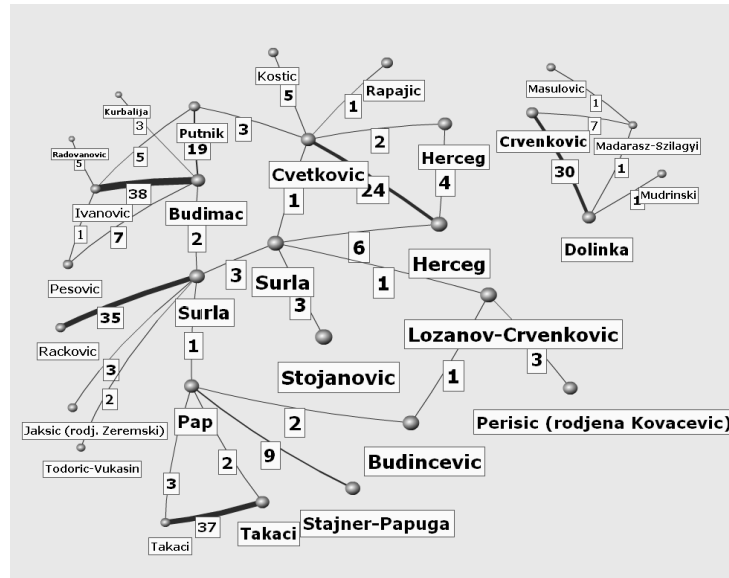 Kostic
5
1
Rapajic
Masulovic
1
Kurbalija
3
Putnik
3
19
2
7
Crvenkovic
Madarasz-Szilagyi
Radovanovic
5
5
Herceg
30
1
Cvetkovic
24
4
38
1
1
Mudrinski
Ivanovic
Budimac
1
7
2
6
Dolinka
Herceg
3
Surla
1
Pesovic
3
35
Surla
Lozanov-Crvenkovic
Rackovic
1
3
3
Stojanovic
1
2
Pap
2
Perisic (rodjena Kovacevic)
Jaksic (rodj. Zeremski)
Todoric-Vukasin
9
Budincevic
2
3
37
Takaci
Stajner-Papuga
Takaci